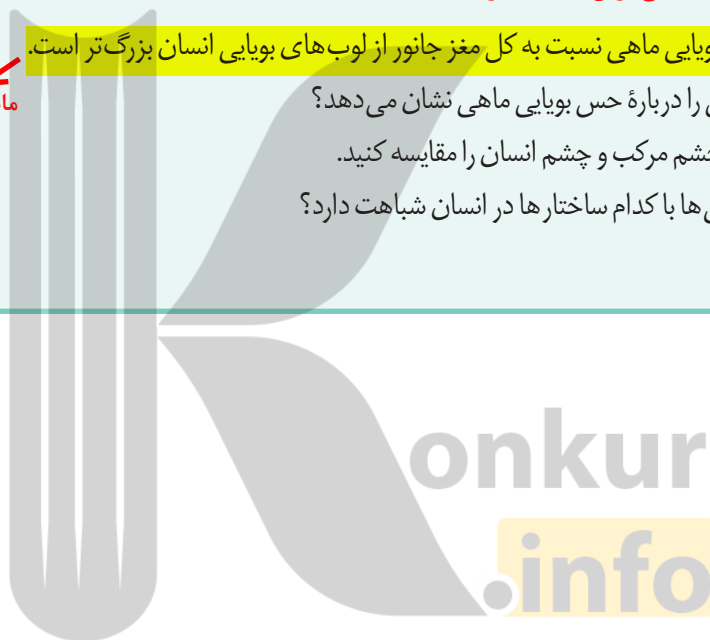 بویایی ماهی نسبت به کل مغز جانور از لوب‌های بویایی انسان بزرگ‌تر است.
را دربارهٔ حس بویایی ماهی نشان می‌دهد؟
چشم مرکب و چشم انسان را مقایسه کنید.
ها با کدام ساختارها در انسان شباهت دارد؟
onkur
.info